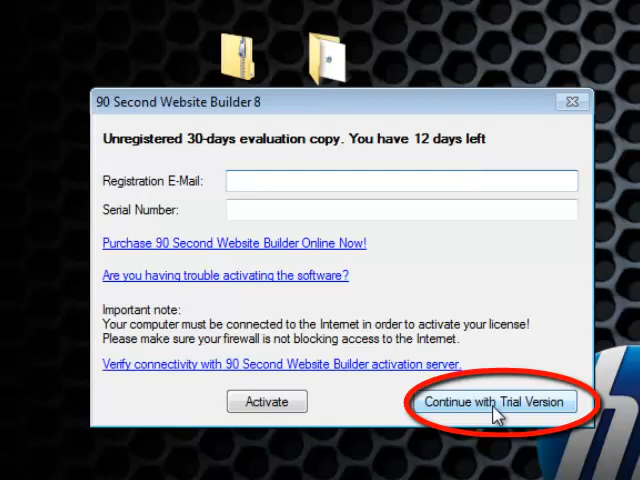 90 Second Website Builder 8
Unregistered 30-days evaluation copy. You have 12 days left
Registration E-Mail:
Serial Number:
Purchase 90 Second Website Builder Online Now!
Are you having trouble activating the software?
Important note:
Your computer must be connected to the Internet in order to activate your license!
Please make sure your firewall is not blocking access to the Internet.
Verify connectivity with 90 Second Website Builder activation server.
Activate
Continue with Trial Version